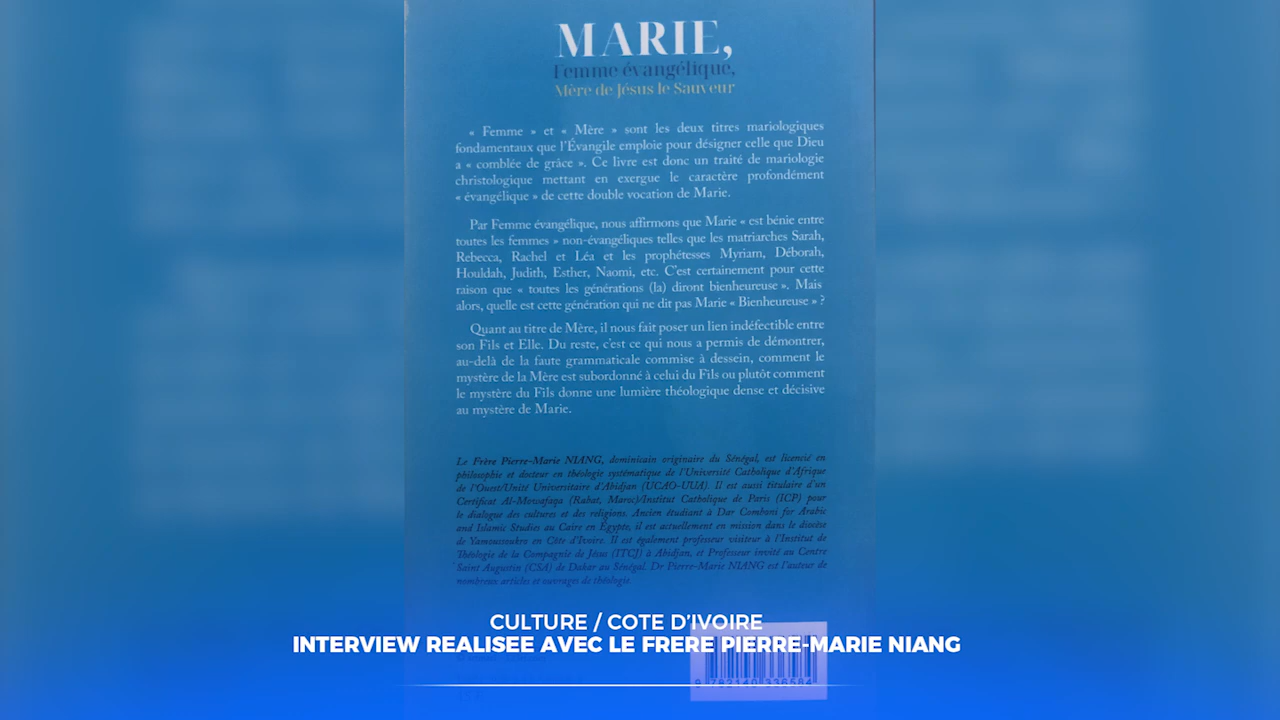 MARIE,
Femme évangélique,
Mère de Jésus le Sauveur
« Femme » et « Mère » sont les deux titres mariologiques
fondamentaux que l'Évangile emploie pour désigner celle que Dieu
a « comblée de grâce ». Ce livre est donc un traité de mariologie
christologique mettant en exergue le caractère profondément
« évangélique » de cette double vocation de Marie.
Par Femme évangélique, nous affirmons que Marie « est bénie entre
toutes les femmes » non-évangéliques telles que les matriarches Sarah,
Rebecca, Rachel et Léa et les prophétesses Myriam, Déborah,
Houldah, Judith, Esther, Naomi, etc. C'est certainement pour cette
raison que « toutes les générations (la) diront bienheureuse ». Mais
alors, quelle est cette génération qui ne dit pas Marie « Bienheureuse » ?
Quant au titre de Mère, il nous fait poser un lien indéfectible entre
son Fils et Elle. Du reste, c'est ce qui nous a permis de démontrer,
au-delà de la faute grammaticale commise à dessein, comment le
mystère de la Mère est subordonné à celui du Fils ou plutôt comment
le mystère du Fils donne une lumière théologique dense et décisive
au mystère de Marie.
Le Frère Pierre-Marie NIANG, dominicain originaire du Sénégal, est licencié en
philosophie et docteur en théologie systématique de l'Université Catholique d'Afrique
de l'Ouest/Unité Universitaire d'Abidjan (UCAO-UUA). Il est aussi titulaire d'un
Certificat Al-Mowafaqa (Rabat, Maroc)/Institut Catholique de Paris (ICP) pour
le dialogue des cultures et des religions. Ancien étudiant à Dar Comboni for Arabic
and Islamic Studies au Caire en Égypte, il est actuellement en mission dans le diocèse
de Yamoussoukro en Côte d'Ivoire. Il est également professeur visiteur à l'Institut de
Théologie de la Compagnie de Jésus (ITCJ) à Abidjan, et Professeur invité au Centre
Saint Augustin (CSA) de Dakar au Sénégal. Dr Pierre-Marie NIANG est l'auteur de
nombreux articles et ouvrages de théologie.
CULTURE / COTE D'IVOIRE
INTERVIEW REALISEE AVEC LE FRERE PIERRE-MARIE NIANG
9 782140 336584